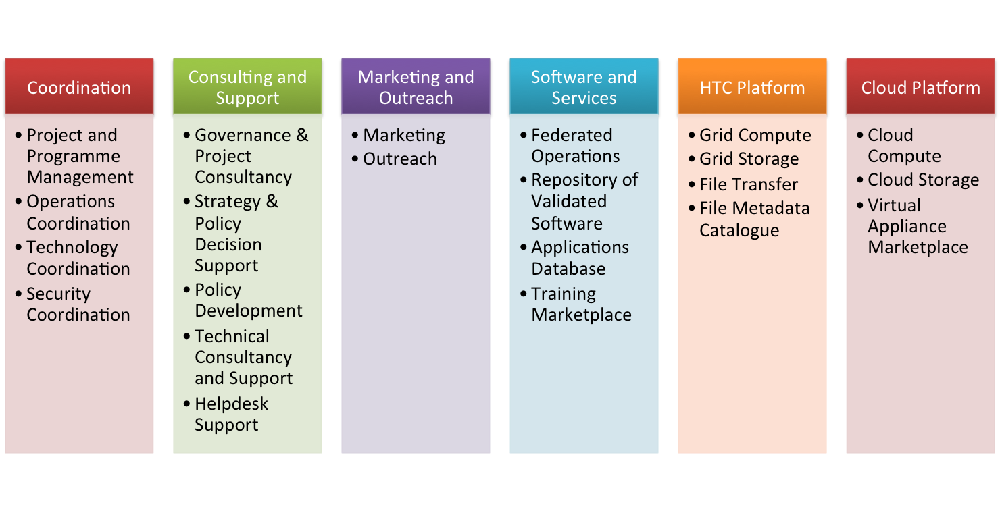 Coordination
• Project and
Programme
Management
• Operations
Coordination
• Technology
Coordination
• Security
Coordination
Consulting and
Support
• Governance &
Project
Consultancy
• Strategy &
Policy
Decision
Support
• Policy
Development
• Technical
Consultancy
and Support
• Helpdesk
Support
Marketing and
Outreach
• Marketing
• Outreach
Software and
Services
• Federated
Operations
• Repository of
Validated
Software
• Applications
Database
• Training
Marketplace
HTC Platform
• Grid Compute
• Grid Storage
• File Transfer
• File Metadata
Catalogue
Cloud Platform
• Cloud
Compute
• Cloud Storage
• Virtual
Appliance
Marketplace